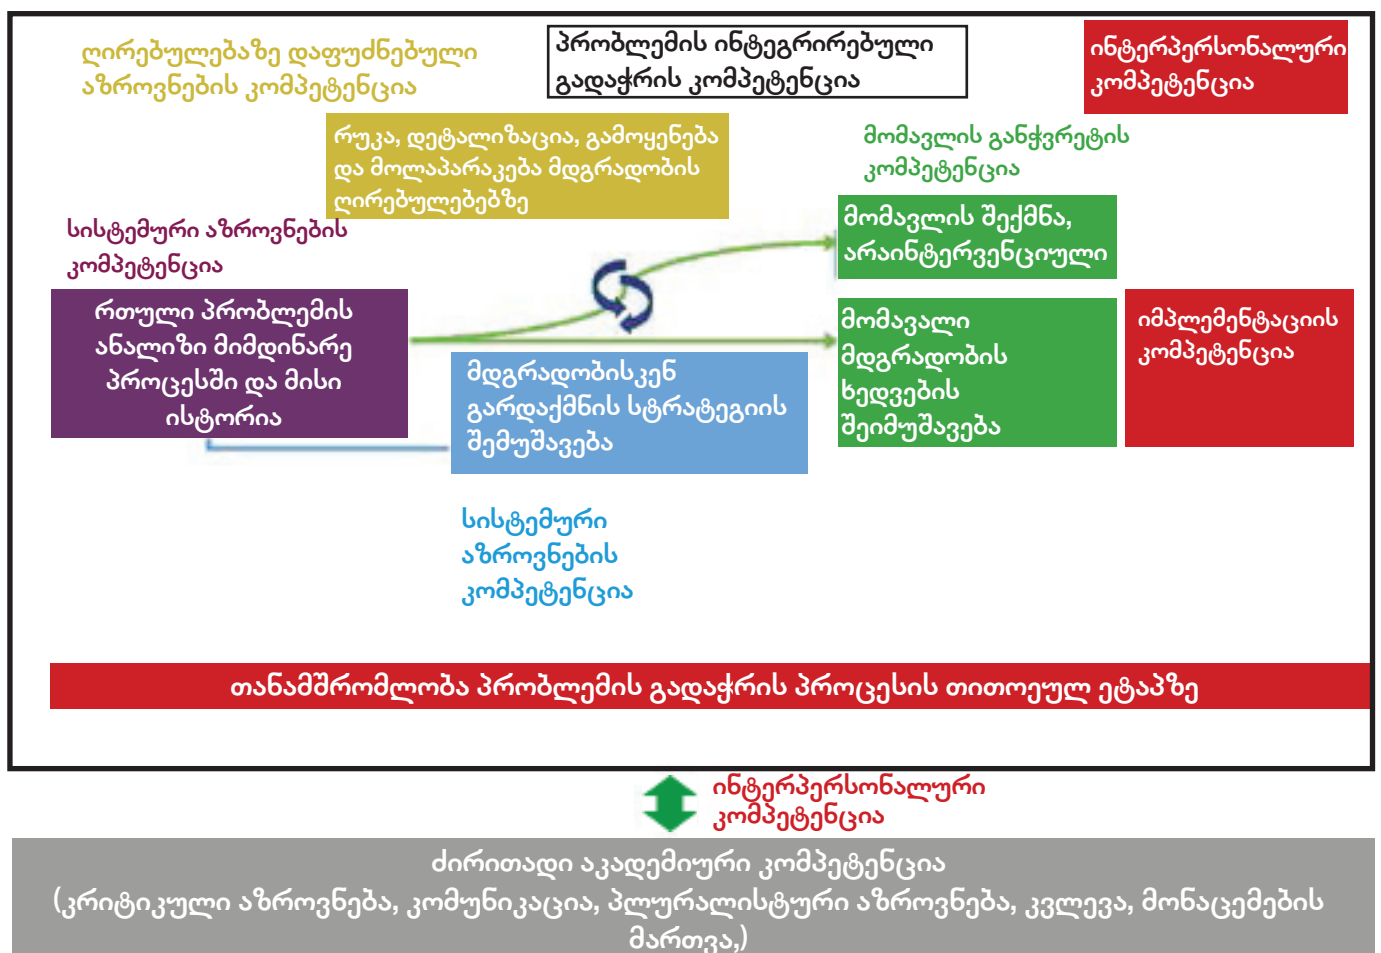 ღირებულებაზე დაფუძნებული
აზროვნების კომპეტენცია
პრობლემის ინტეგრირებული
გადაჭრის კომპეტენცია
ინტერპერსონალური
კომპეტენცია
რუკა, დეტალიზაცია, გამოყენება
და მოლაპარაკება მდგრადობის
ღირებულებებზე
მომავლის განჭვრეტის
კომპეტენცია
სისტემური აზროვნების
კომპეტენცია
მომავლის შექმნა,
არაინტერვენციული
რთული პრობლემის
ანალიზი მიმდინარე
პროცესში და მისი
ისტორია
მომავალი
მდგრადობის
ხედვების
შეიმუშავება
იმპლემენტაციის
კომპეტენცია
მდგრადობისკენ
გარდაქმნის სტრატეგიის
შემუშავება
სისტემური
აზროვნების
კომპეტენცია
თანამშრომლობა პრობლემის გადაჭრის პროცესის თითოეულ ეტაპზე
ინტერპერსონალური
კომპეტენცია
ძირითადი აკადემიური კომპეტენცია
(კრიტიკული აზროვნება, კომუნიკაცია, პლურალისტური აზროვნება, კვლევა, მონაცემების
მართვა,)